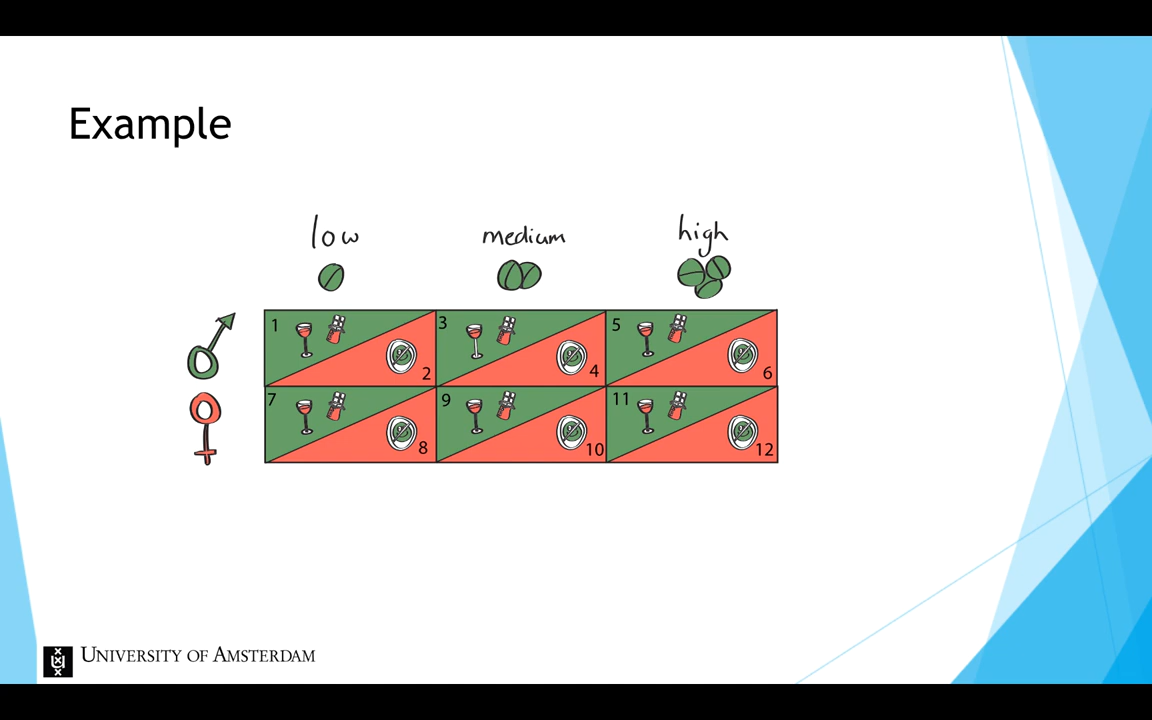 Example
low medium high
1 3 5
2 4 6
7 9 11
8 10 12
UNIVERSITY OF AMSTERDAM